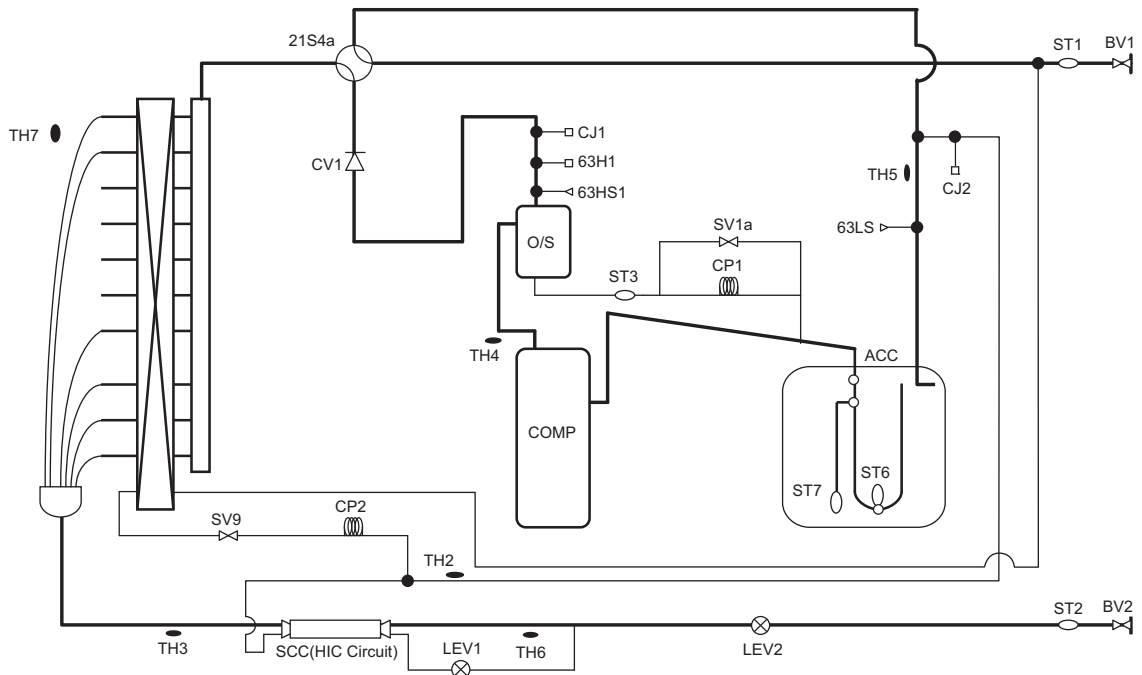 21S4a
ST1
BV1
TH7
CJ1
CV1
63H1
TH5
CJ2
63HS1
SV1a
63LS
O/S
CP1
ST3
TH4
ACC
COMP
ST6
ST7
SV9
CP2
TH2
ST2
BV2
TH3
SCC(HIC Circuit)
LEV1
TH6
LEV2